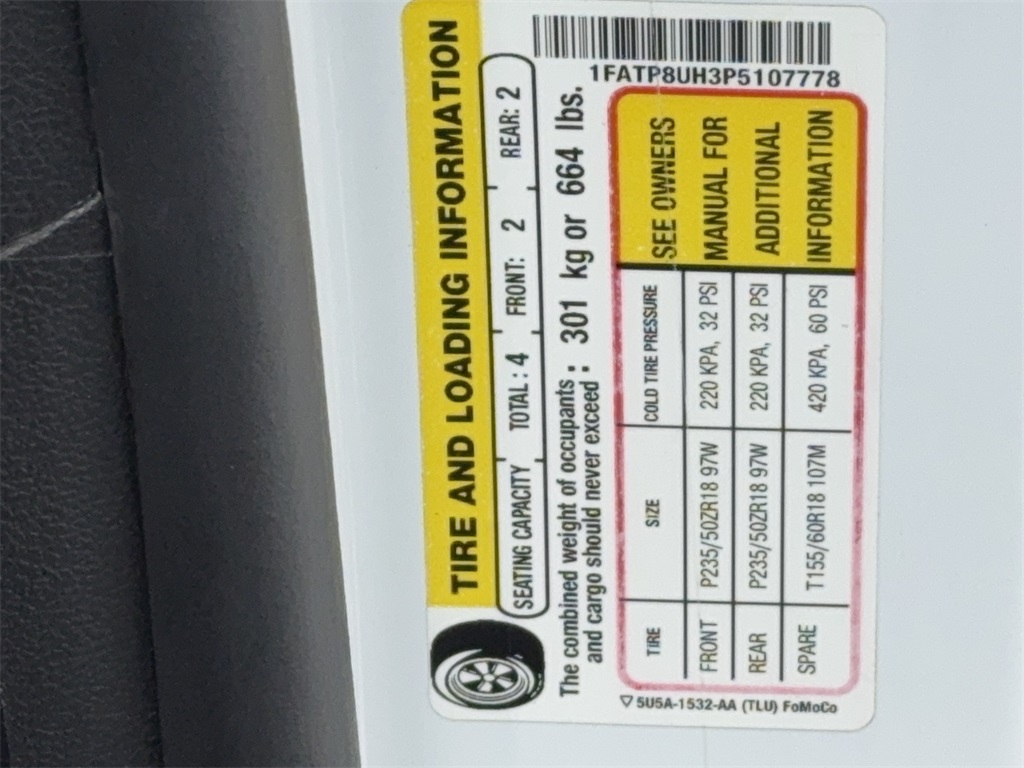 TIRE AND LOADING INFORMATION
SEATING CAPACITY TOTAL : 4 FRONT: 2 REAR: 2
1FATP8UH3P5107778
The combined weight of occupants : 301 kg or 664 lbs.
and cargo should never exceed :
TIRE SIZE COLD TIRE PRESSURE
FRONT P235/50ZR18 97W 220 KPA, 32 PSI
REAR P235/50ZR18 97W 220 KPA, 32 PSI
SPARE T155/60R18 107M 420 KPA, 60 PSI
SEE OWNERS
MANUAL FOR
ADDITIONAL
INFORMATION
5U5A-1532-AA (TLU) FoMoCo